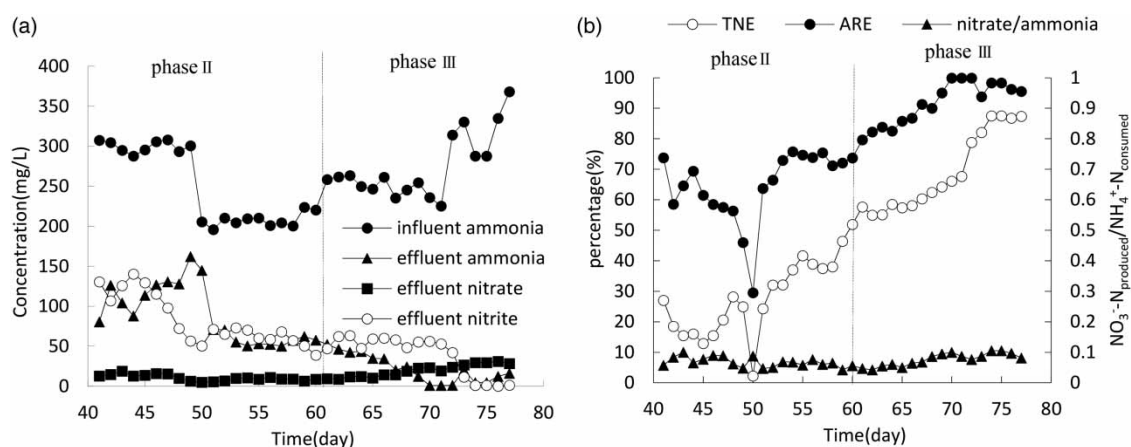 (a)
phase II
phase III
400
350
300
250
200
150
100
50
0
Concentration(mg/L)
influent ammonia
effluent ammonia
effluent nitrate
effluent nitrite
40 45 50 55 60 65 70 75 80
Time(day)
(b)
TNE ARE nitrate/ammonia
phase II
phase III
100
90
80
70
60
50
40
30
20
10
0
percentage(%)
1
0.9
0.8
0.7
0.6
0.5
0.4
0.3
0.2
0.1
0
NO₃⁻-Nproduced/NH₄⁺-Nconsumed
40 45 50 55 60 65 70 75 80
Time(day)